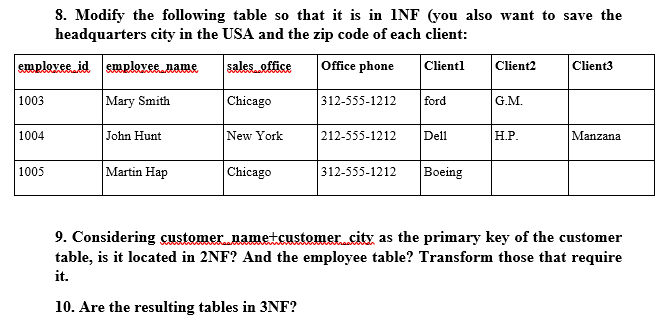 8. Modify the following table so that it is in 1NF (you also want to save the
headquarters city in the USA and the zip code of each client:
employee_id employee_name sales_office Office phone Client1 Client2 Client3
1003 Mary Smith Chicago 312-555-1212 ford G.M.
1004 John Hunt New York 212-555-1212 Dell H.P. Manzana
1005 Martin Hap Chicago 312-555-1212 Boeing
9. Considering customer_name+customer_city as the primary key of the customer
table, is it located in 2NF? And the employee table? Transform those that require
it.
10. Are the resulting tables in 3NF?